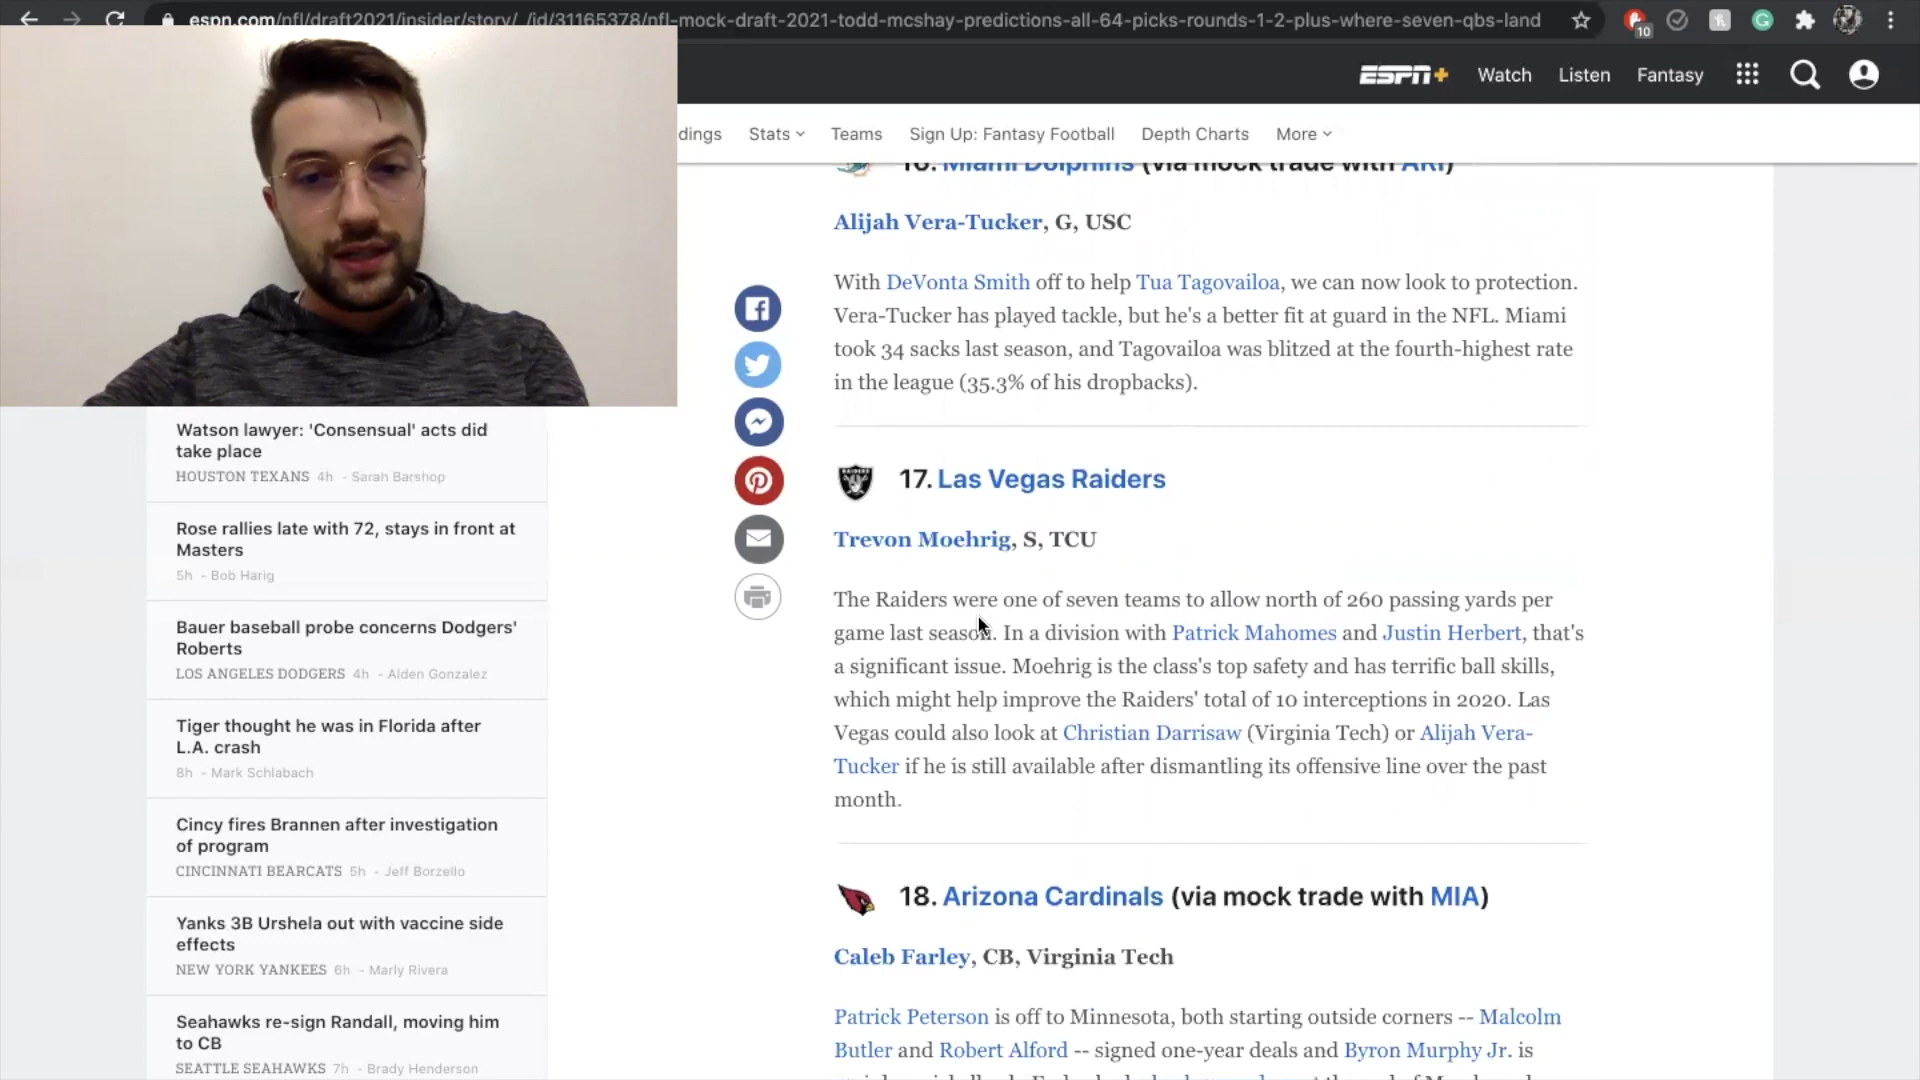 espn.com/nfl/draft2021/insider/story/_/id/31165378/nfl-mock-draft-2021-todd-mcshay-predictions-all-64-picks-rounds-1-2-plus-where-seven-qbs-land
10
ESPN+ Watch Listen Fantasy
dings Stats Teams Sign Up: Fantasy Football Depth Charts More
16. Miami Dolphins (via mock trade with ARI)
Alijah Vera-Tucker, G, USC
With DeVonta Smith off to help Tua Tagovailoa, we can now look to protection.
Vera-Tucker has played tackle, but he's a better fit at guard in the NFL. Miami
took 34 sacks last season, and Tagovailoa was blitzed at the fourth-highest rate
in the league (35.3% of his dropbacks).
17. Las Vegas Raiders
Trevon Moehrig, S, TCU
The Raiders were one of seven teams to allow north of 260 passing yards per
game last season. In a division with Patrick Mahomes and Justin Herbert, that's
a significant issue. Moehrig is the class's top safety and has terrific ball skills,
which might help improve the Raiders' total of 10 interceptions in 2020. Las
Vegas could also look at Christian Darrisaw (Virginia Tech) or Alijah Vera-
Tucker if he is still available after dismantling its offensive line over the past
month.
18. Arizona Cardinals (via mock trade with MIA)
Caleb Farley, CB, Virginia Tech
Patrick Peterson is off to Minnesota, both starting outside corners -- Malcolm
Butler and Robert Alford -- signed one-year deals and Byron Murphy Jr. is
Watson lawyer: 'Consensual' acts did
take place
HOUSTON TEXANS 4h - Sarah Barshop
Rose rallies late with 72, stays in front at
Masters
5h - Bob Harig
Bauer baseball probe concerns Dodgers'
Roberts
LOS ANGELES DODGERS 4h - Alden Gonzalez
Tiger thought he was in Florida after
L.A. crash
8h - Mark Schlabach
Cincy fires Brannen after investigation
of program
CINCINNATI BEARCATS 5h - Jeff Borzello
Yanks 3B Urshela out with vaccine side
effects
NEW YORK YANKEES 6h - Marly Rivera
Seahawks re-sign Randall, moving him
to CB
SEATTLE SEAHAWKS 7h - Brady Henderson